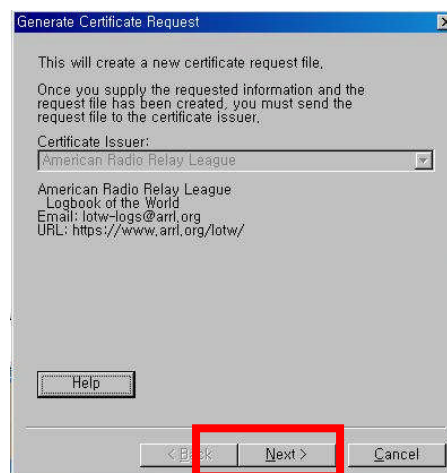 Generate Certificate Request
This will create a new certificate request file.
Once you supply the requested information and the
request file has been created, you must send the
request file to the certificate issuer.
Certificate Issuer:
American Radio Relay League
American Radio Relay League
Logbook of the World
Email: lotw-logs@arrl.org
URL: https://www.arrl.org/lotw/
Help
< Back Next > Cancel